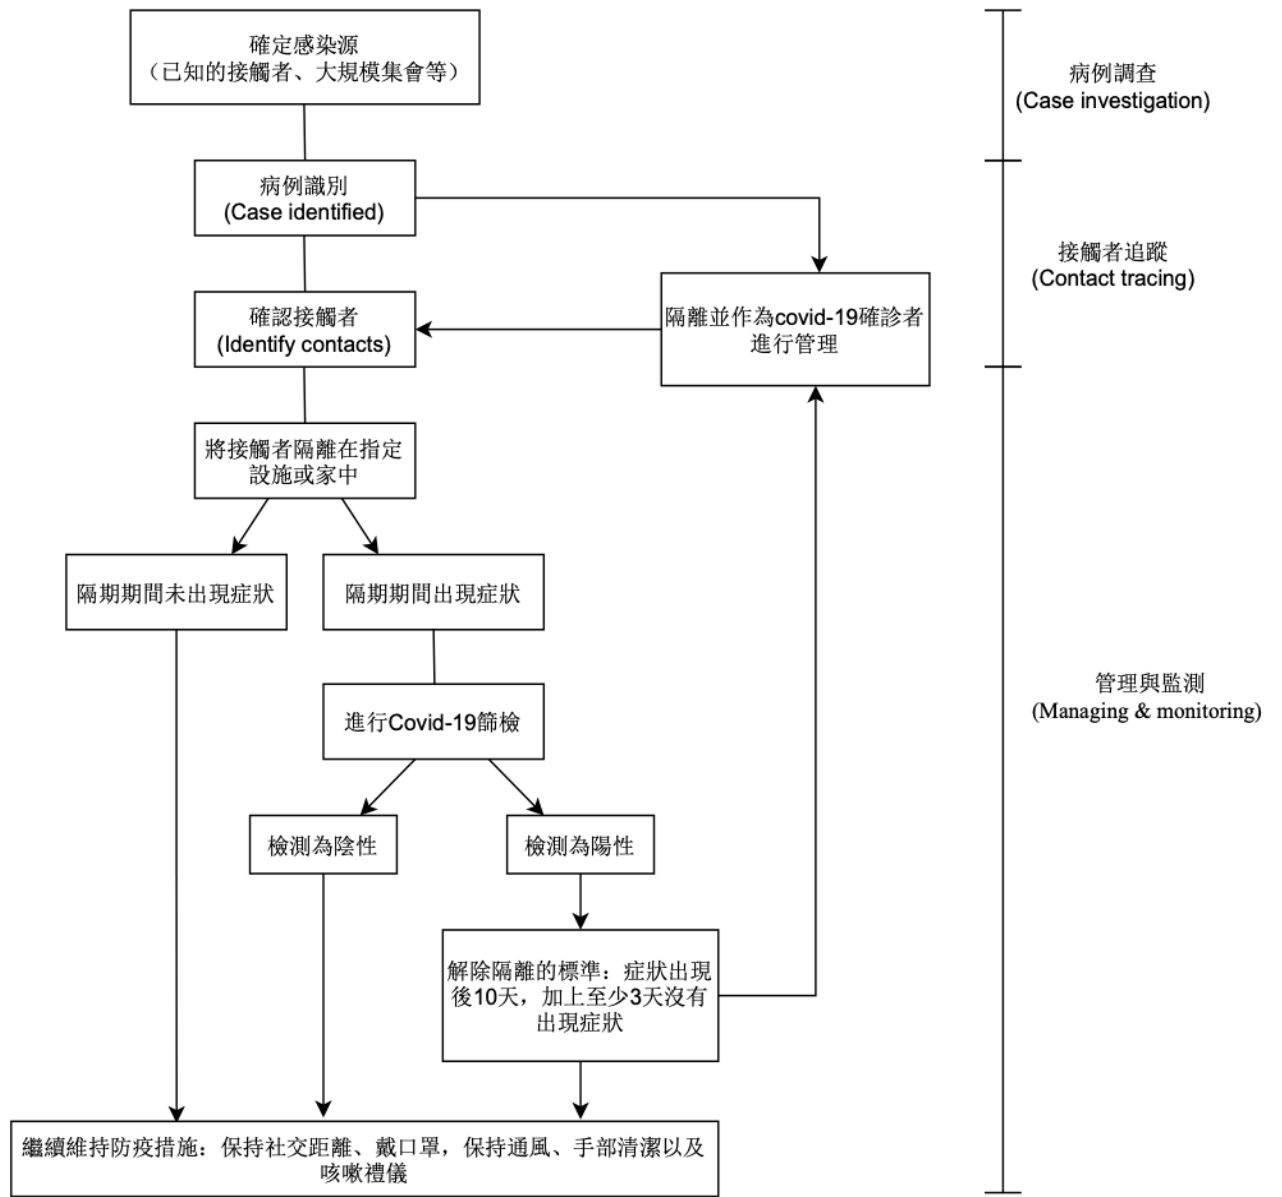 確定感染源
（已知的接觸者、大規模集會等）
病例調查
(Case investigation)
病例識別
(Case identified)
接觸者追蹤
(Contact tracing)
確認接觸者
(Identify contacts)
隔離並作為covid-19確診者
進行管理
將接觸者隔離在指定
設施或家中
隔期期間未出現症狀
隔期期間出現症狀
管理與監測
(Managing & monitoring)
進行Covid-19篩檢
檢測為陰性
檢測為陽性
解除隔離的標準：症狀出現
後10天，加上至少3天沒有
出現症狀
繼續維持防疫措施：保持社交距離、戴口罩，保持通風、手部清潔以及
咳嗽禮儀